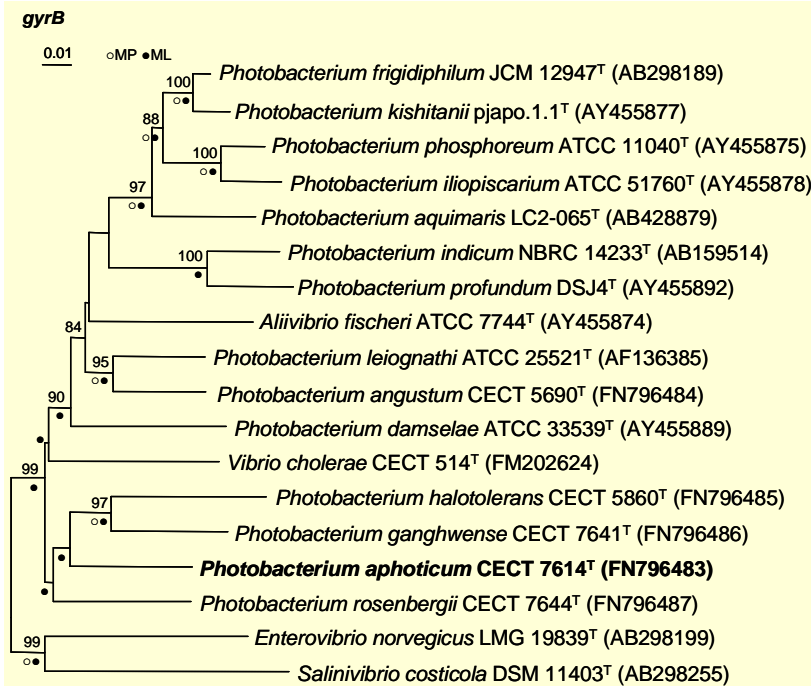 gyrB
0.01 ○MP ●ML
100 Photobacterium frigidiphilum JCM 12947ᵀ (AB298189)
Photobacterium kishitanii pjapo.1.1ᵀ (AY455877)
88
100 Photobacterium phosphoreum ATCC 11040ᵀ (AY455875)
Photobacterium iliopiscarium ATCC 51760ᵀ (AY455878)
97
Photobacterium aquimaris LC2-065ᵀ (AB428879)
100 Photobacterium indicum NBRC 14233ᵀ (AB159514)
Photobacterium profundum DSJ4ᵀ (AY455892)
Aliivibrio fischeri ATCC 7744ᵀ (AY455874)
84
95 Photobacterium leiognathi ATCC 25521ᵀ (AF136385)
Photobacterium angustum CECT 5690ᵀ (FN796484)
90
Photobacterium damselae ATCC 33539ᵀ (AY455889)
Vibrio cholerae CECT 514ᵀ (FM202624)
99
97 Photobacterium halotolerans CECT 5860ᵀ (FN796485)
Photobacterium ganghwense CECT 7641ᵀ (FN796486)
Photobacterium aphoticum CECT 7614ᵀ (FN796483)
Photobacterium rosenbergii CECT 7644ᵀ (FN796487)
99 Enterovibrio norvegicus LMG 19839ᵀ (AB298199)
Salinivibrio costicola DSM 11403ᵀ (AB298255)